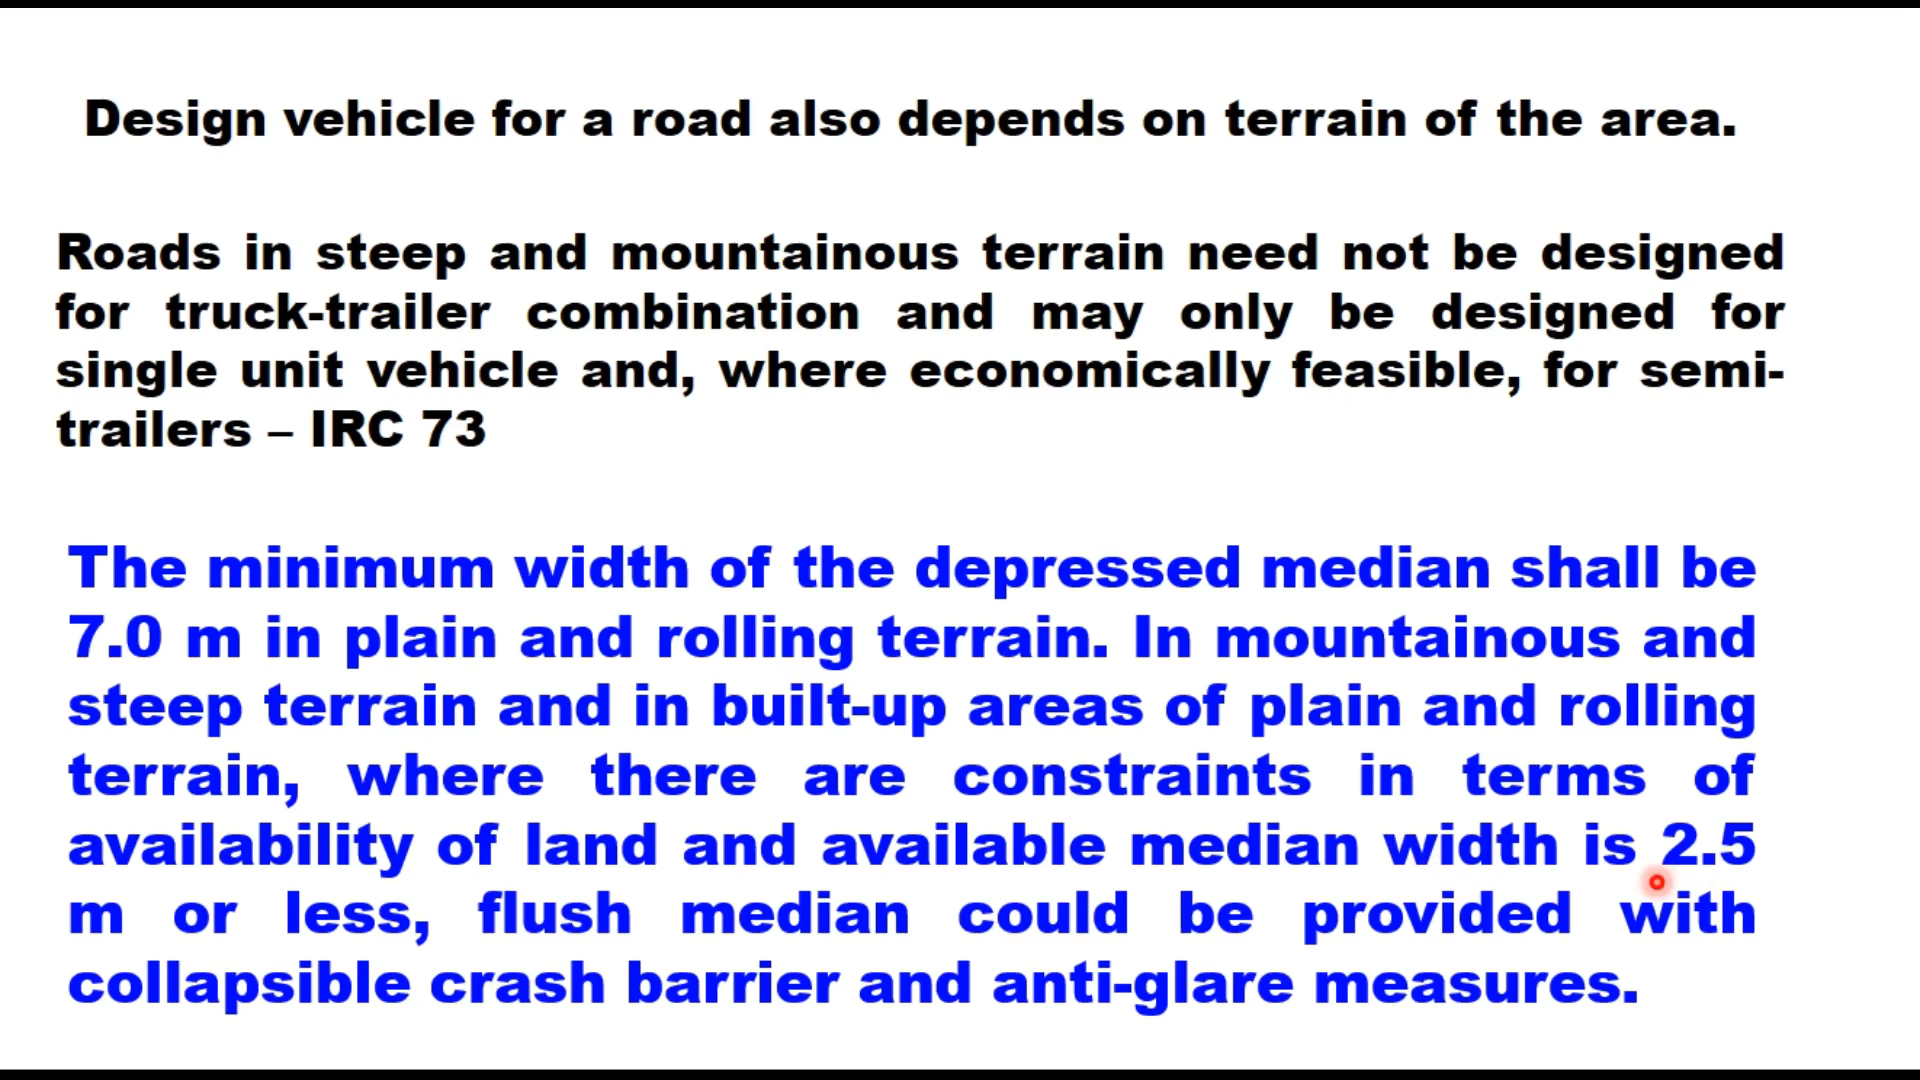 Design vehicle for a road also depends on terrain of the area.
Roads in steep and mountainous terrain need not be designed
for truck-trailer combination and may only be designed for
single unit vehicle and, where economically feasible, for semi-
trailers – IRC 73
The minimum width of the depressed median shall be
7.0 m in plain and rolling terrain. In mountainous and
steep terrain and in built-up areas of plain and rolling
terrain, where there are constraints in terms of
availability of land and available median width is 2.5
m or less, flush median could be provided with
collapsible crash barrier and anti-glare measures.